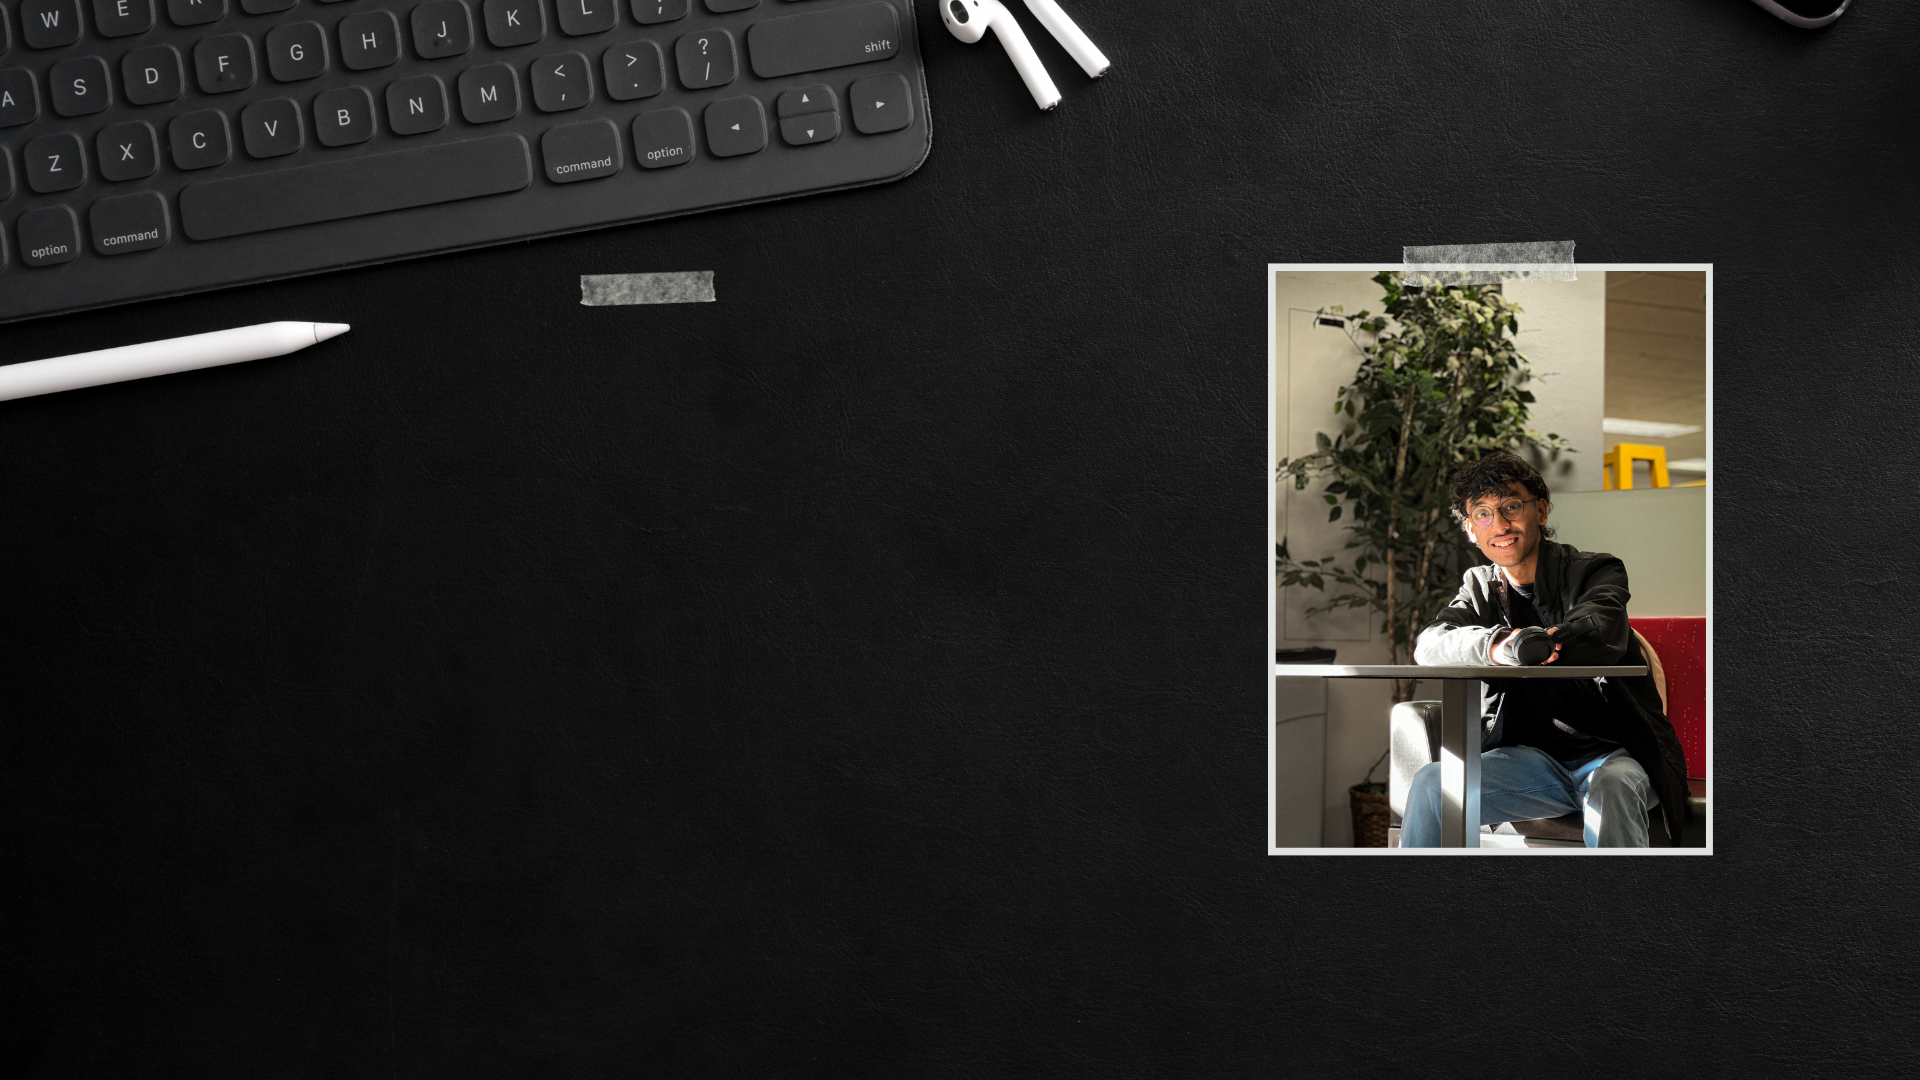 W E R
A S D F G H J K L ; :
Z X C V B N M < , > . ? / shift
option command command option